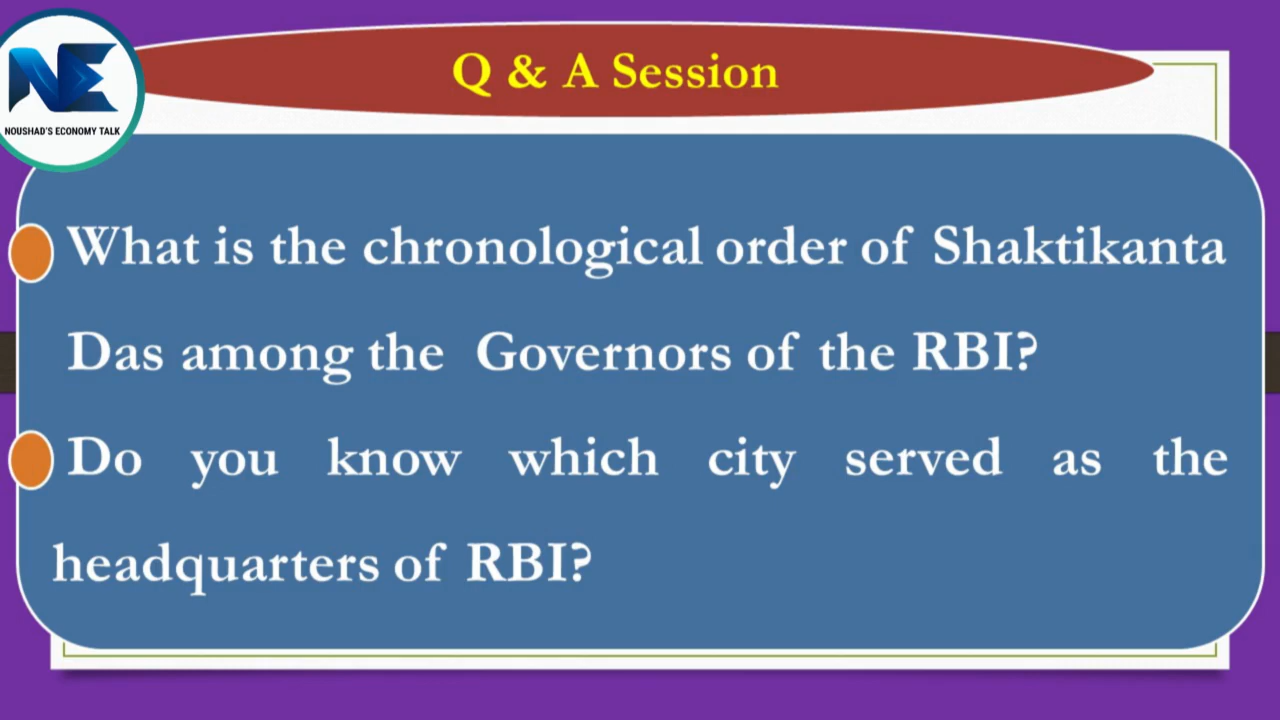 NE
NOUSHAD'S ECONOMY TALK
Q & A Session
What is the chronological order of Shaktikanta
Das among the Governors of the RBI?
Do you know which city served as the
headquarters of RBI?